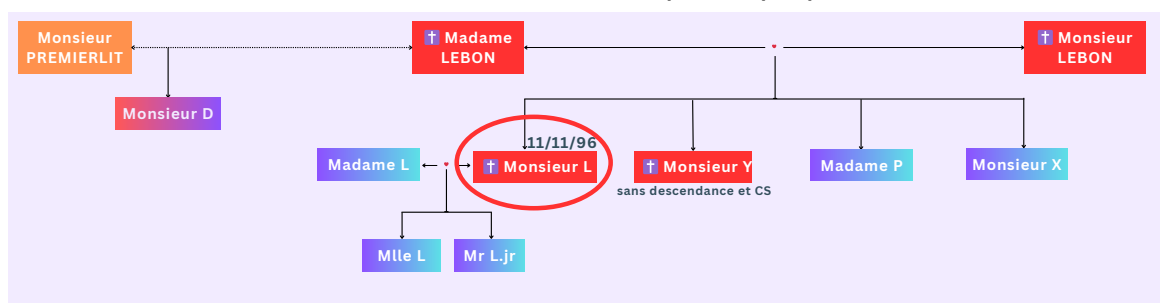 Monsieur
PREMIERLIT
✝ Madame
LEBON
✝ Monsieur
LEBON
Monsieur D
11/11/96
Madame L
✝ Monsieur L
✝ Monsieur Y
Madame P
Monsieur X
sans descendance et CS
Mlle L
Mr L.jr